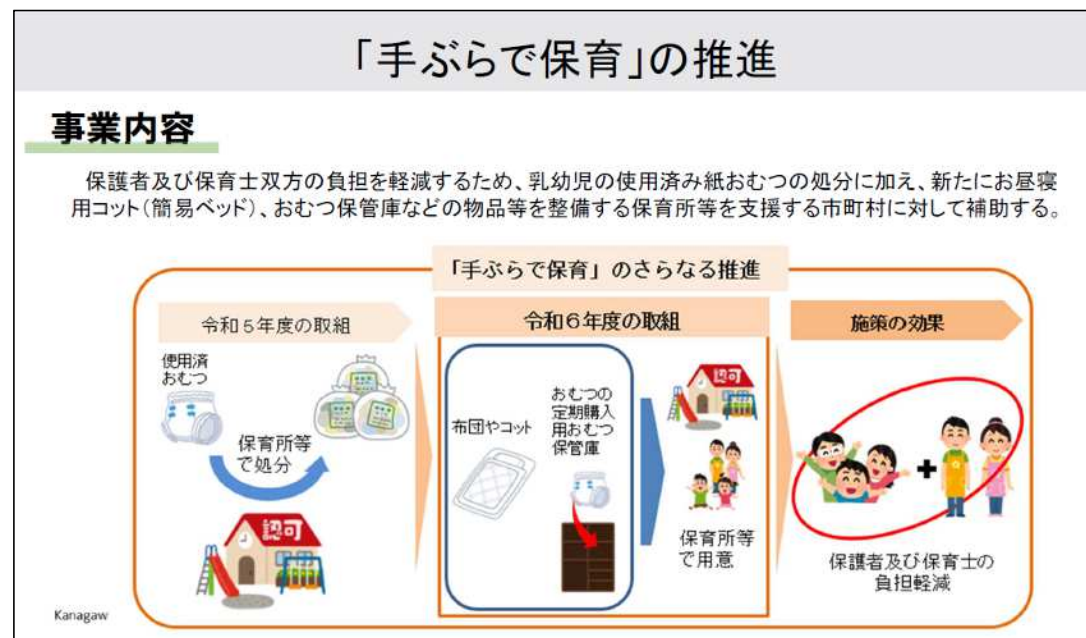 「手ぶらで保育」の推進
事業内容
保護者及び保育士双方の負担を軽減するため、乳幼児の使用済み紙おむつの処分に加え、新たにお昼寝
用コット（簡易ベッド）、おむつ保管庫などの物品等を整備する保育所等を支援する市町村に対して補助する。
「手ぶらで保育」のさらなる推進
令和５年度の取組
使用済
おむつ
保育所等
で処分
認可
令和６年度の取組
布団やコット
おむつの
定期購入
用おむつ
保管庫
認可
保育所等
で用意
施策の効果
+
保護者及び保育士の
負担軽減
Kanagaw